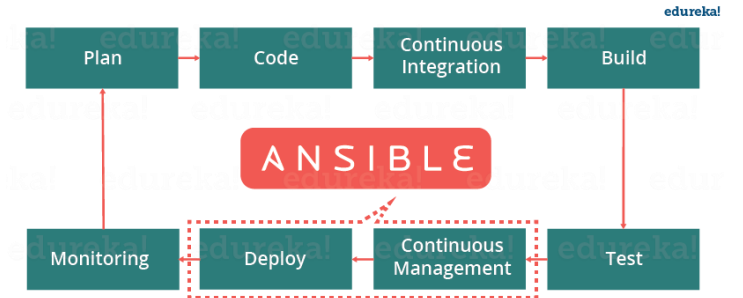 edureka!
Plan
Code
Continuous
Integration
Build
ANSIBLE
Monitoring
Deploy
Continuous
Management
Test